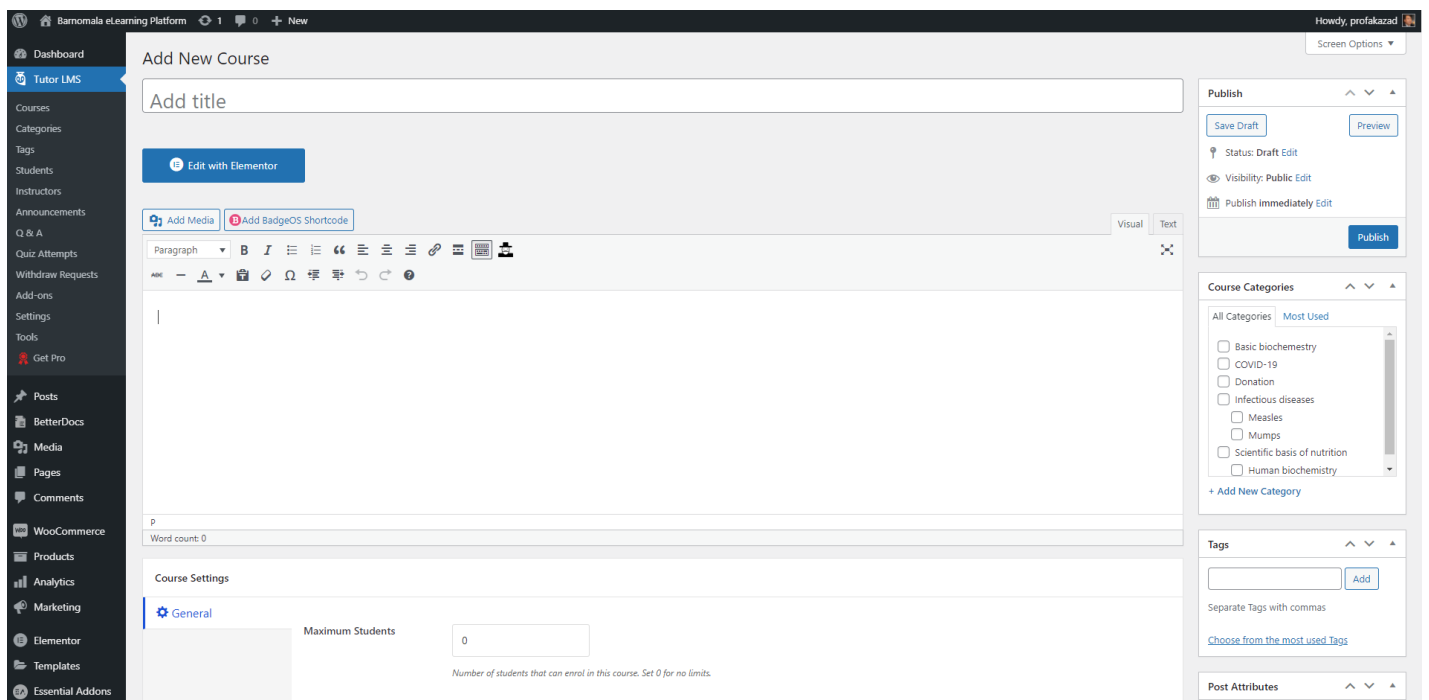 Barnomala eLearning Platform 1 0 + New
Howdy, profakazad
Dashboard
Tutor LMS
Courses
Categories
Tags
Students
Instructors
Announcements
Q & A
Quiz Attempts
Withdraw Requests
Add-ons
Settings
Tools
Get Pro
Posts
BetterDocs
Media
Pages
Comments
WooCommerce
Products
Analytics
Marketing
Elementor
Templates
Essential Addons
Screen Options
Add New Course
Add title
Edit with Elementor
Add Media
Add BadgeOS Shortcode
Visual Text
Paragraph
B I
ABC A Ω
P
Word count: 0
Course Settings
General
Maximum Students
0
Number of students that can enrol in this course. Set 0 for no limits.
Publish
Save Draft
Preview
Status: Draft Edit
Visibility: Public Edit
Publish immediately Edit
Publish
Course Categories
All Categories Most Used
Basic biochemestry
COVID-19
Donation
Infectious diseases
Measles
Mumps
Scientific basis of nutrition
Human biochemistry
+ Add New Category
Tags
Add
Separate Tags with commas
Choose from the most used Tags
Post Attributes